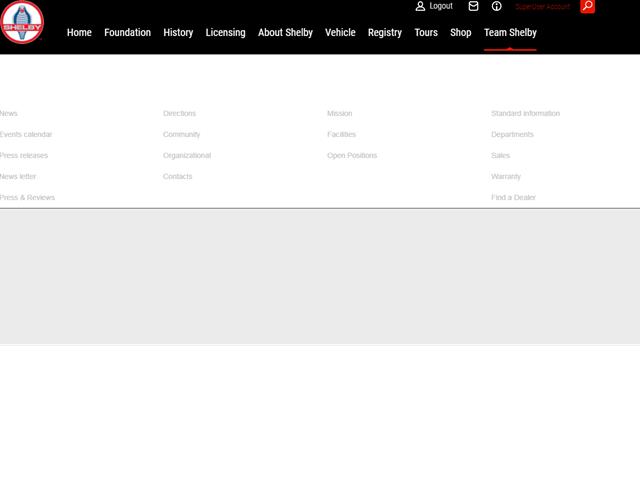 Logout SuperUser Account
SHELBY
Home Foundation History Licensing About Shelby Vehicle Registry Tours Shop Team Shelby
News Directions Mission Standard information
Events calendar Community Facilities Departments
Press releases Organizational Open Positions Sales
News letter Contacts Warranty
Press & Reviews Find a Dealer